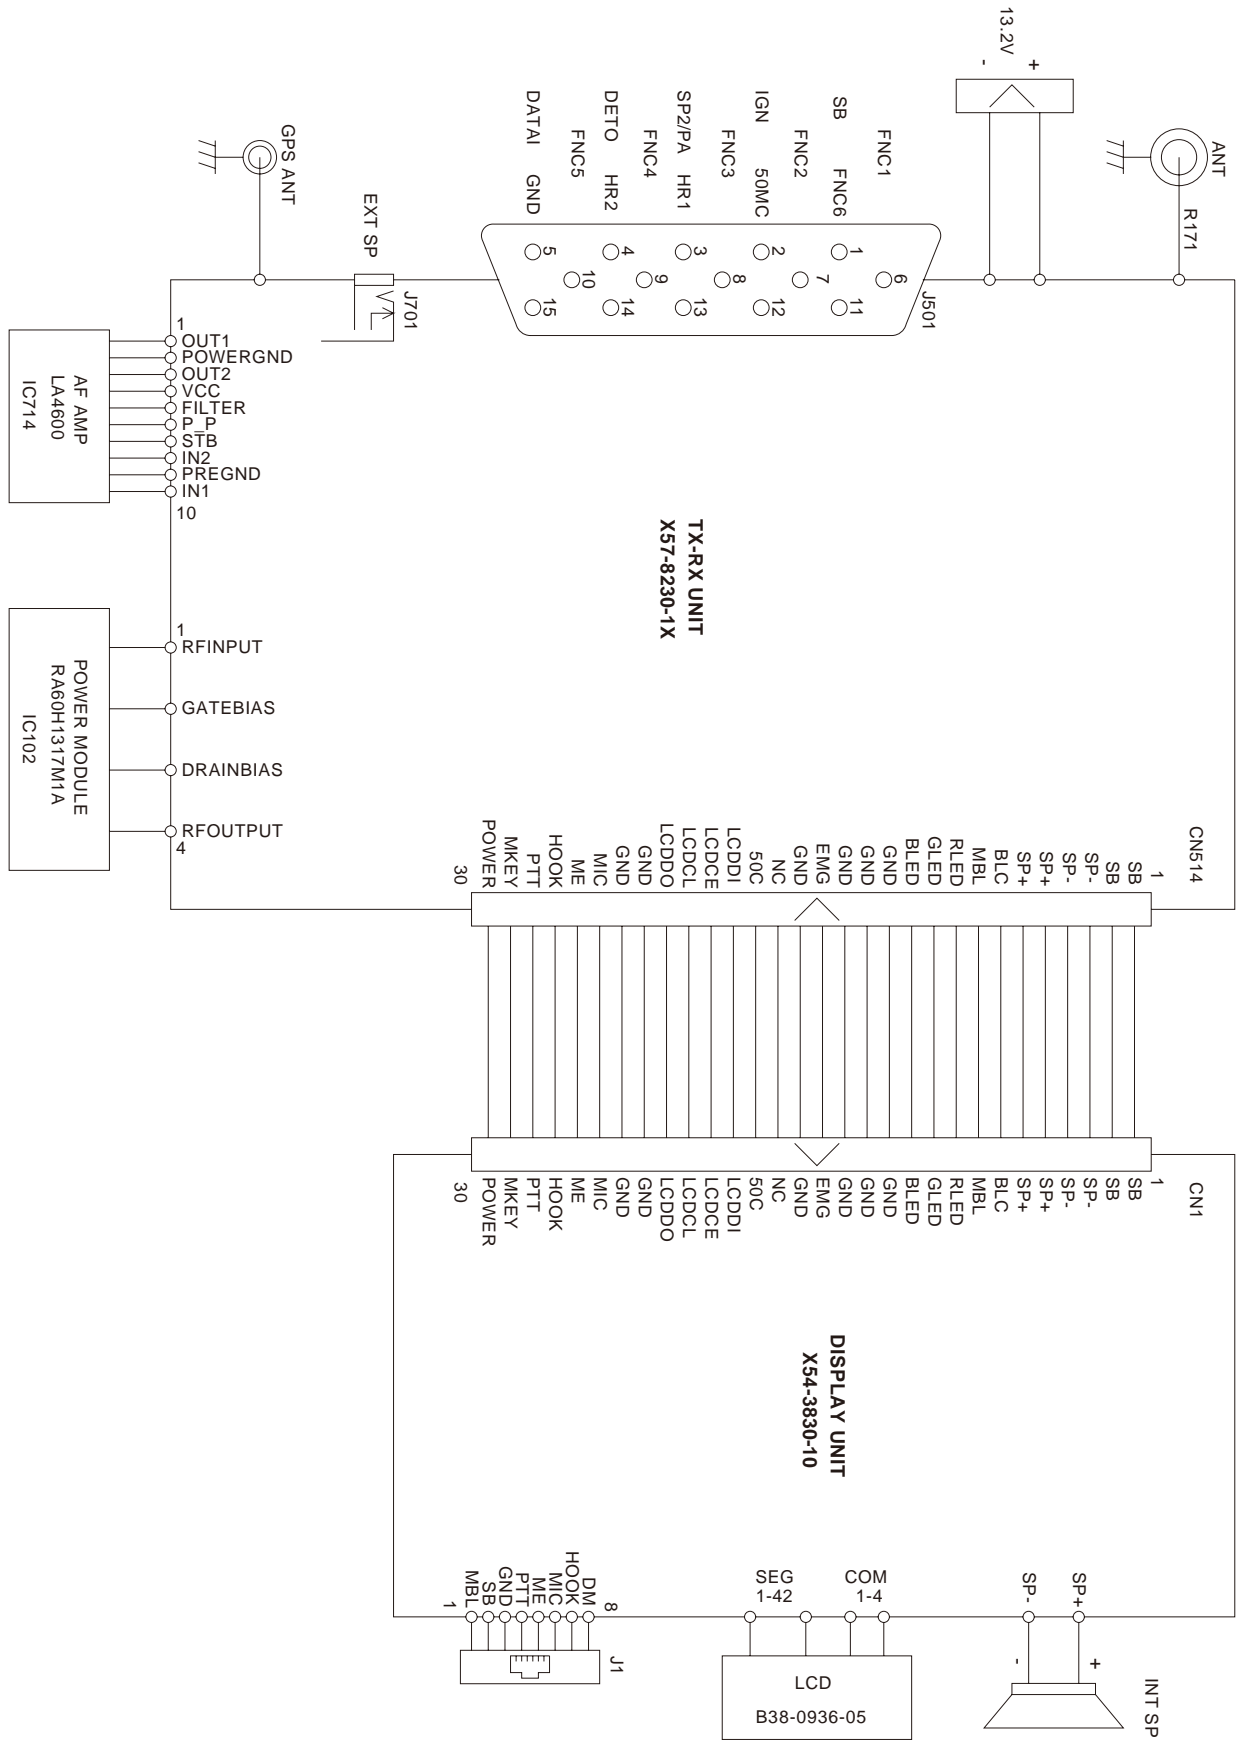 13.2V
-
+
ANT
R171
FNC1
SB FNC6
FNC2
IGN 50MC
FNC3
SP2/PA HR1
FNC4
DETO HR2
FNC5
DATAI GND
1
2
3
4
5
6
7
8
9
10
11
12
13
14
15
J501
GPS ANT
EXT SP
J701
AF AMP
LA4600
IC714
1
OUT1
POWERGND
OUT2
VCC
FILTER
P_P
STB
IN2
PREGND
IN1
10
POWER MODULE
RA60H1317M1A
IC102
1
RFINPUT
GATEBIAS
DRAINBIAS
RFOUTPUT
4
TX-RX UNIT
X57-8230-1X
CN514
1
SB
SB
SP-
SP-
SP+
SP+
BLC
MBL
RLED
GLED
BLED
GND
GND
GND
EMG
GND
NC
50C
LCDDI
LCDCE
LCDCL
LCDDO
GND
GND
MIC
ME
HOOK
PTT
MKEY
POWER
30
CN1
1
SB
SB
SP-
SP-
SP+
SP+
BLC
MBL
RLED
GLED
BLED
GND
GND
GND
EMG
GND
NC
50C
LCDDI
LCDCE
LCDCL
LCDDO
GND
GND
MIC
ME
HOOK
PTT
MKEY
POWER
30
DISPLAY UNIT
X54-3830-10
8
DM
HOOK
MIC
ME
PTT
GND
SB
MBL
1
J1
SEG
1-42
COM
1-4
LCD
B38-0936-05
SP-
SP+
-
+
INT SP